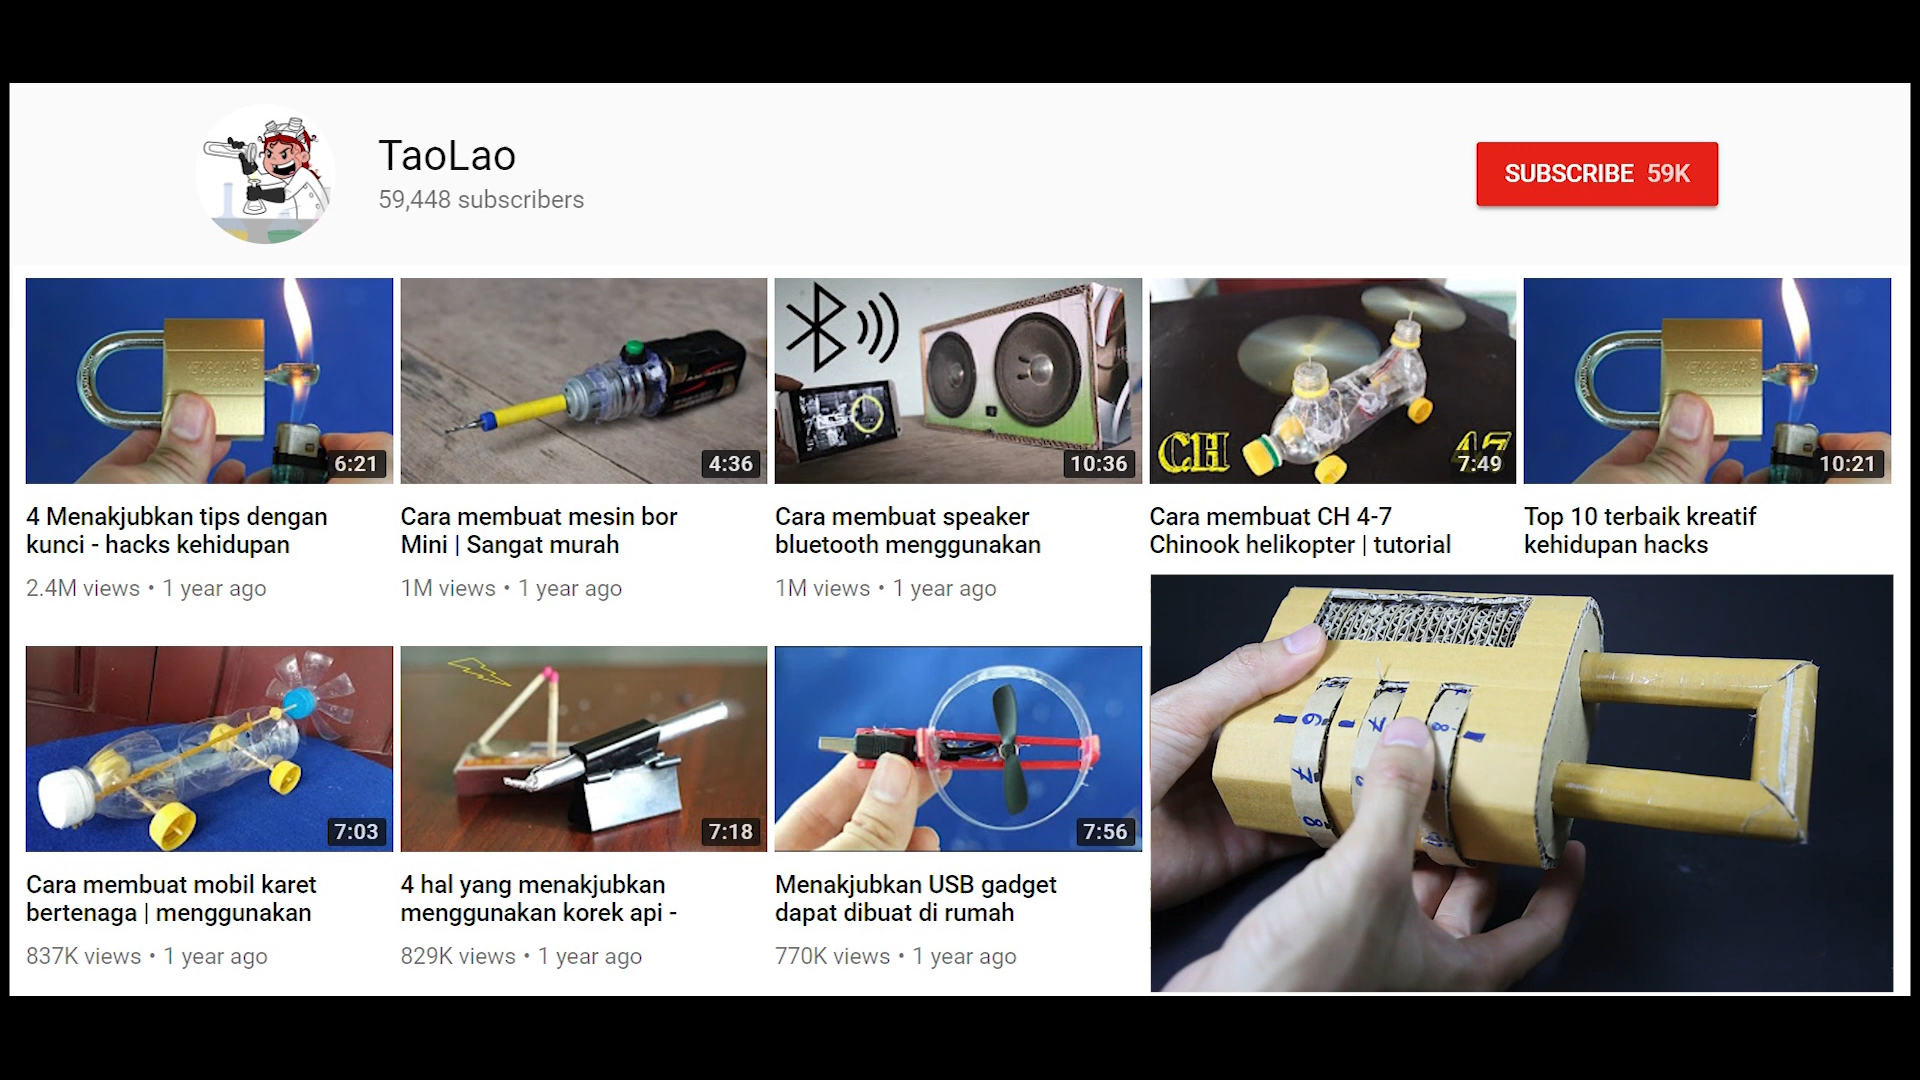 TaoLao
59,448 subscribers
SUBSCRIBE 59K
6:21
4:36
10:36
CH 47
7:49
10:21
4 Menakjubkan tips dengan
kunci - hacks kehidupan
2.4M views • 1 year ago
Cara membuat mesin bor
Mini | Sangat murah
1M views • 1 year ago
Cara membuat speaker
bluetooth menggunakan
1M views • 1 year ago
Cara membuat CH 4-7
Chinook helikopter | tutorial
Top 10 terbaik kreatif
kehidupan hacks
7:03
7:18
7:56
Cara membuat mobil karet
bertenaga | menggunakan
837K views • 1 year ago
4 hal yang menakjubkan
menggunakan korek api -
829K views • 1 year ago
Menakjubkan USB gadget
dapat dibuat di rumah
770K views • 1 year ago